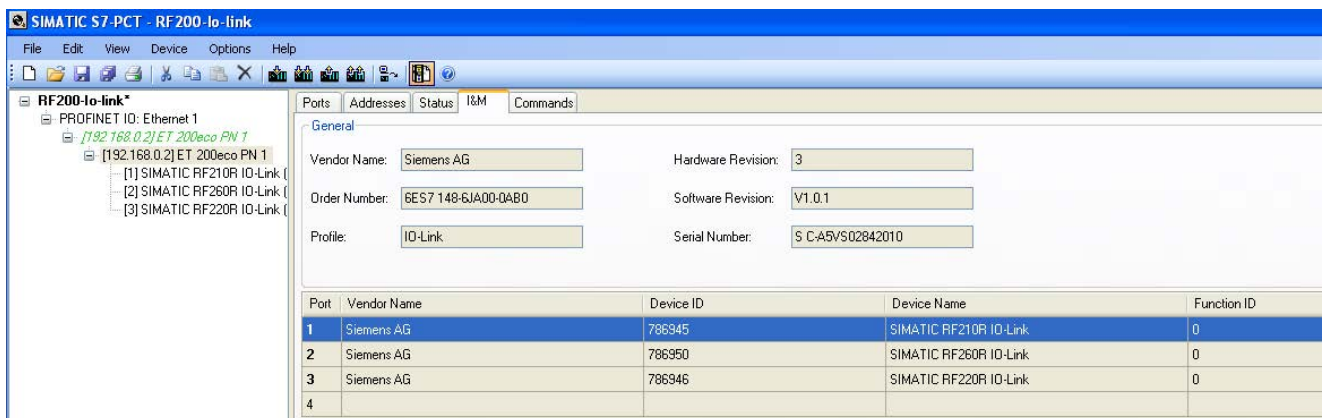 SIMATIC S7-PCT - RF200-Io-link
File Edit View Device Options Help
RF200-Io-link*
PROFINET IO: Ethernet 1
[192.168.0.2] ET 200eco PN 1
[192.168.0.2] ET 200eco PN 1
[1] SIMATIC RF210R IO-Link (
[2] SIMATIC RF260R IO-Link (
[3] SIMATIC RF220R IO-Link (
Ports Addresses Status I&M Commands
General
Vendor Name: Siemens AG Hardware Revision: 3
Order Number: 6ES7 148-6JA00-0AB0 Software Revision: V1.0.1
Profile: IO-Link Serial Number: S C-A5VS02842010
Port Vendor Name Device ID Device Name Function ID
1 Siemens AG 786945 SIMATIC RF210R IO-Link 0
2 Siemens AG 786950 SIMATIC RF260R IO-Link 0
3 Siemens AG 786946 SIMATIC RF220R IO-Link 0
4